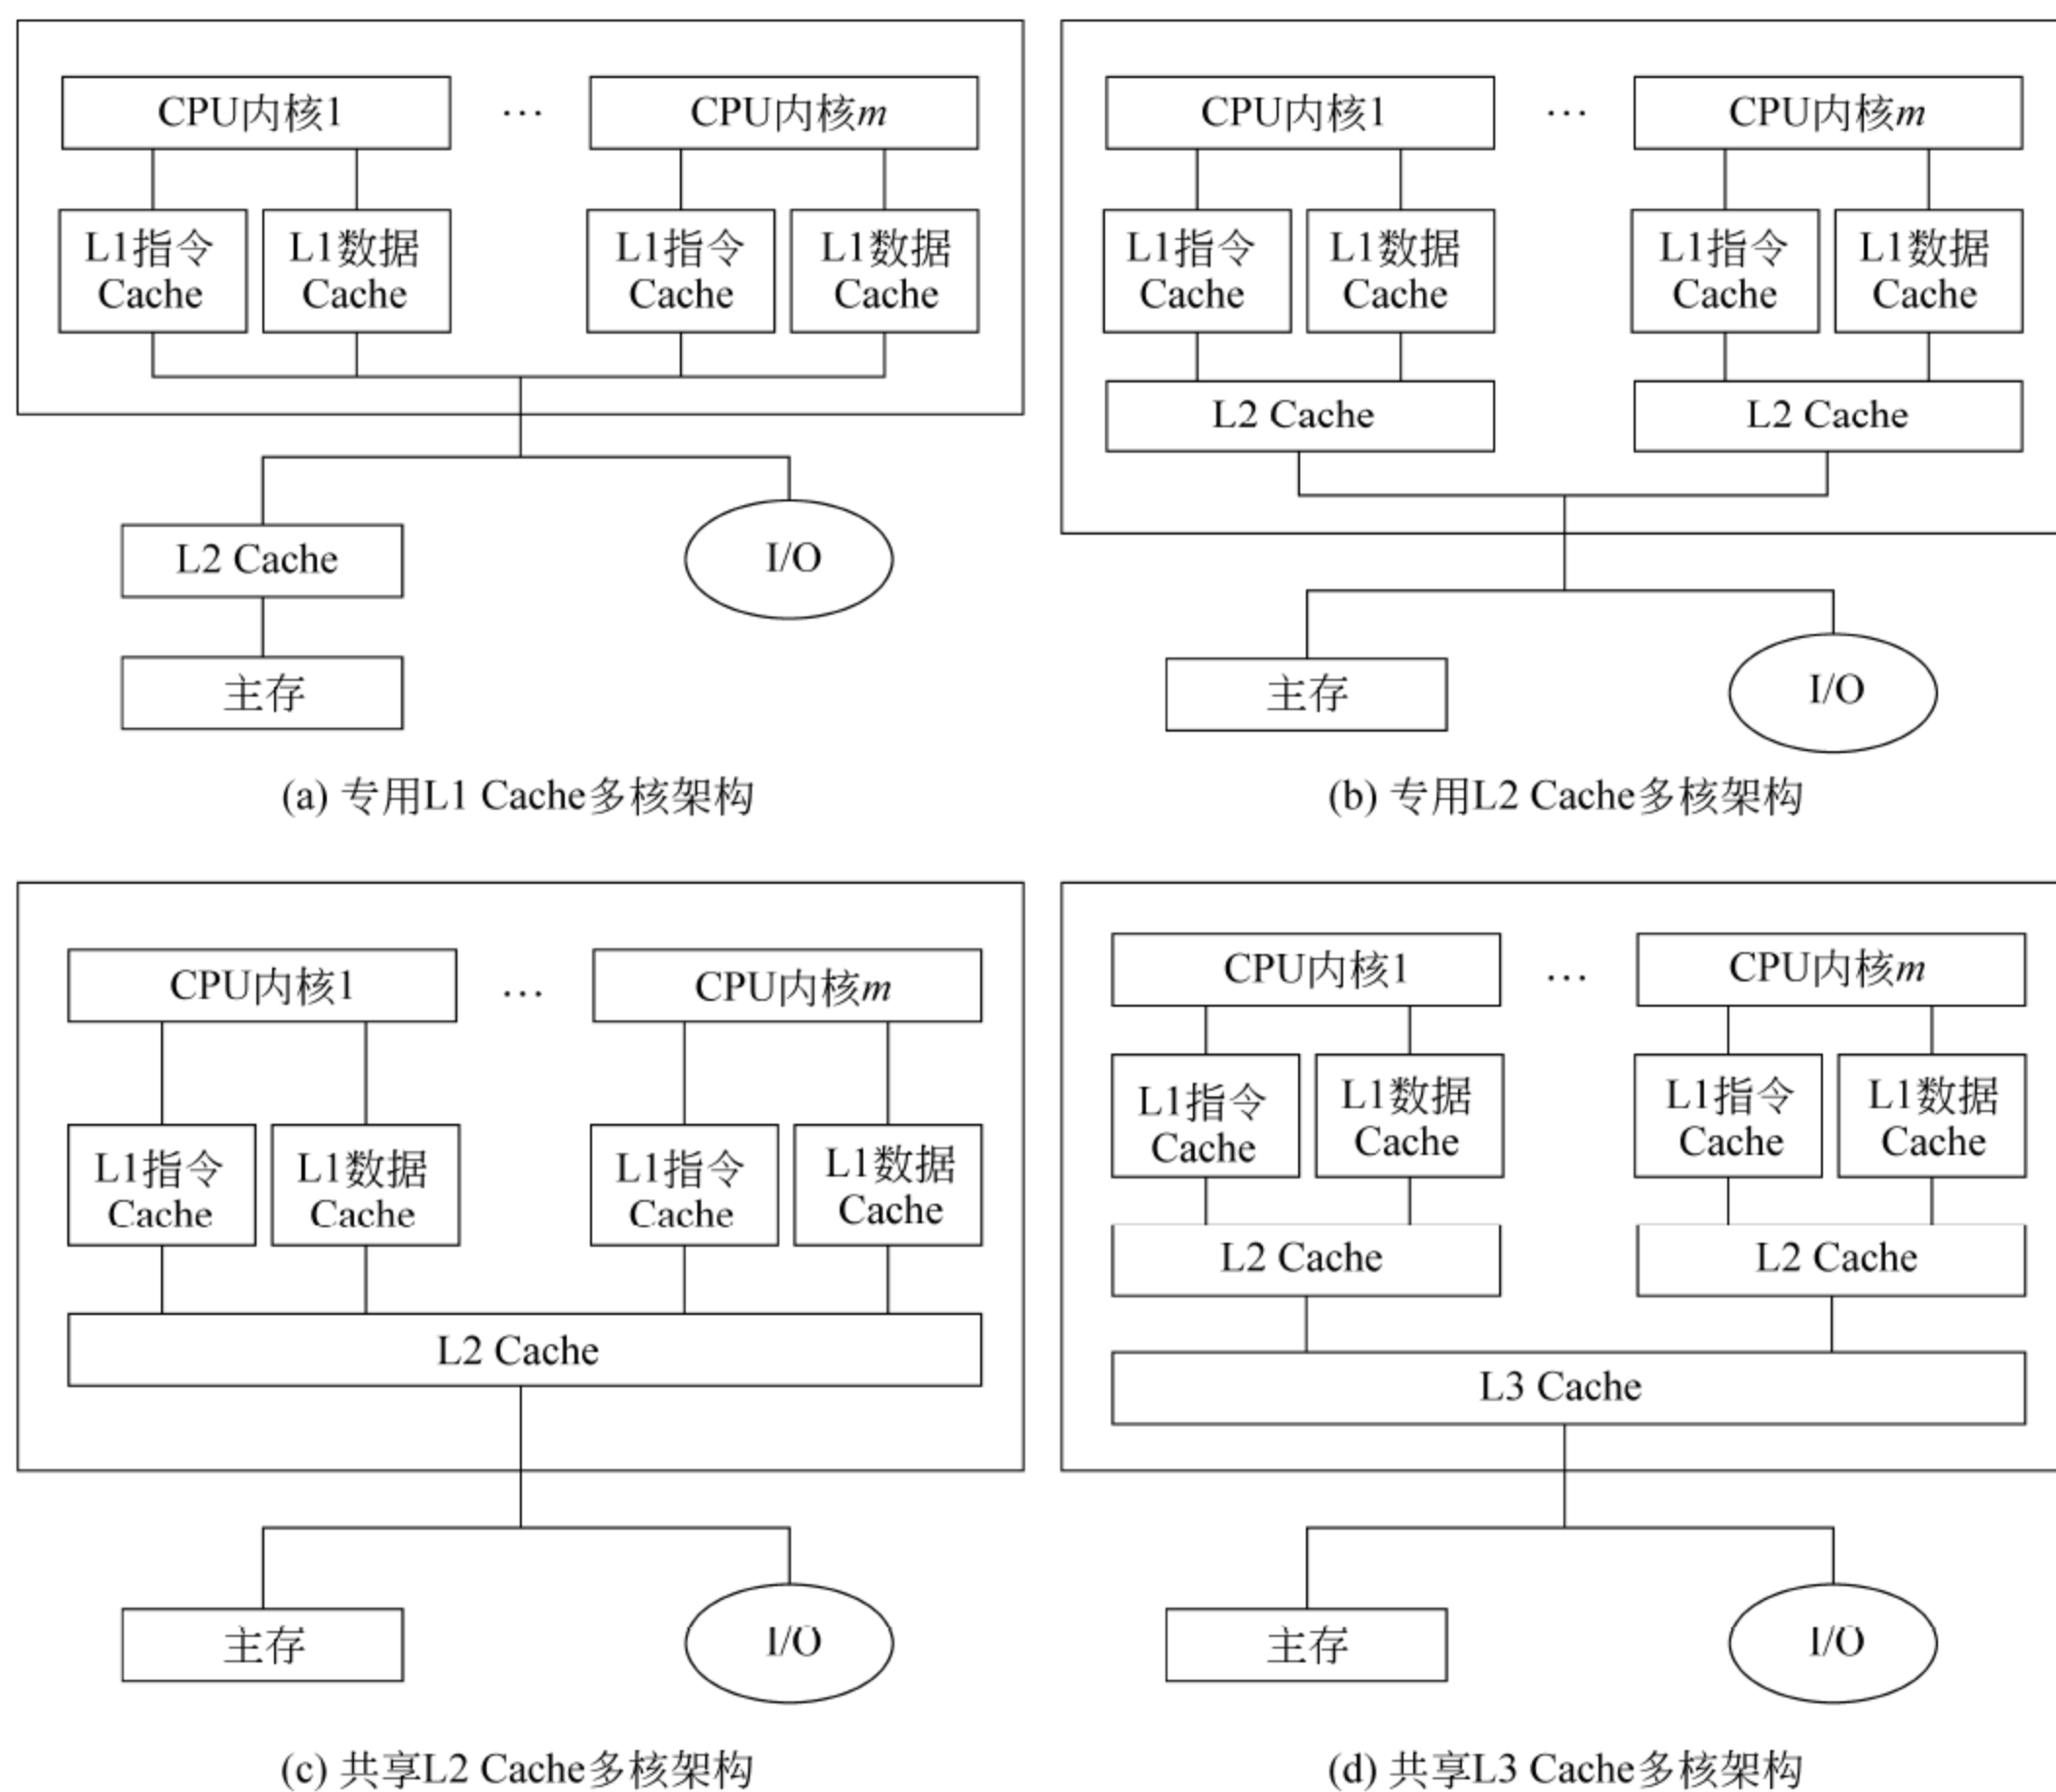 CPU内核1 … CPU内核m
L1指令 L1数据 L1指令 L1数据
Cache Cache Cache Cache
L2 Cache
I/O
主存
(a) 专用L1 Cache多核架构
CPU内核1 … CPU内核m
L1指令 L1数据 L1指令 L1数据
Cache Cache Cache Cache
L2 Cache L2 Cache
主存
I/O
(b) 专用L2 Cache多核架构
CPU内核1 … CPU内核m
L1指令 L1数据 L1指令 L1数据
Cache Cache Cache Cache
L2 Cache
主存
I/O
(c) 共享L2 Cache多核架构
CPU内核1 … CPU内核m
L1指令 L1数据 L1指令 L1数据
Cache Cache Cache Cache
L2 Cache L2 Cache
L3 Cache
主存
I/O
(d) 共享L3 Cache多核架构